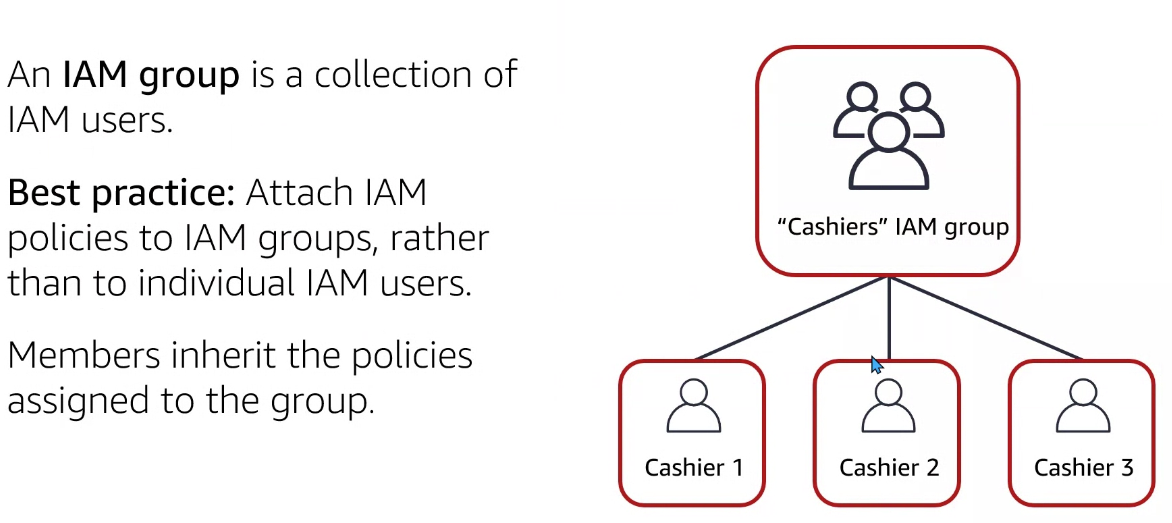 An IAM group is a collection of
IAM users.
Best practice: Attach IAM
policies to IAM groups, rather
than to individual IAM users.
Members inherit the policies
assigned to the group.
“Cashiers” IAM group
Cashier 1
Cashier 2
Cashier 3